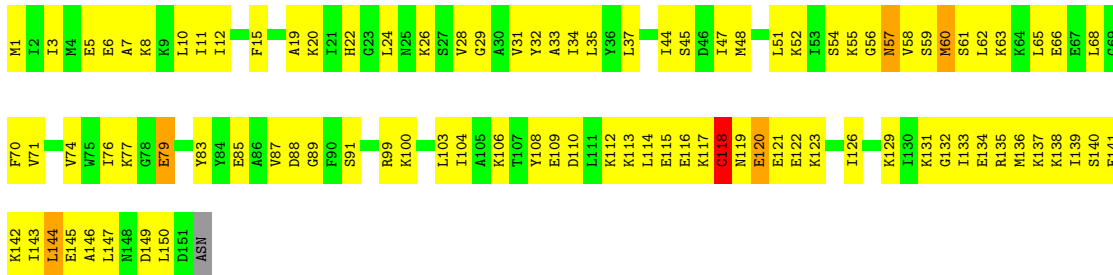 M1 I2 I3 M4 E5 E6 A7 K8 K9 L10 I11 I12 F15 A19 K20 I21 H22 G23 L24 N25 K26 S27 V28 G29 A30 V31 Y32 A33 I34 L35 Y36 L37 I44 S45 D46 I47 M48 L51 K52 I53 S54 K55 G56 N57 V58 S59 M60 S61 L62 K63 K64 L65 E66 E67 L68 G69
F70 V71 V74 W75 I76 K77 G78 E79 Y83 Y84 E85 A86 V87 D88 G89 F90 S91 R99 K100 L103 I104 A105 K106 T107 Y108 E109 D110 L111 K112 K113 L114 E115 E116 K117 C118 N119 E120 E121 E122 K123 I126 K129 I130 K131 G132 I133 E134 R135 M136 K137 K138 I139 S140
K142 I143 L144 E145 A146 L147 N148 D149 L150 D151 ASN